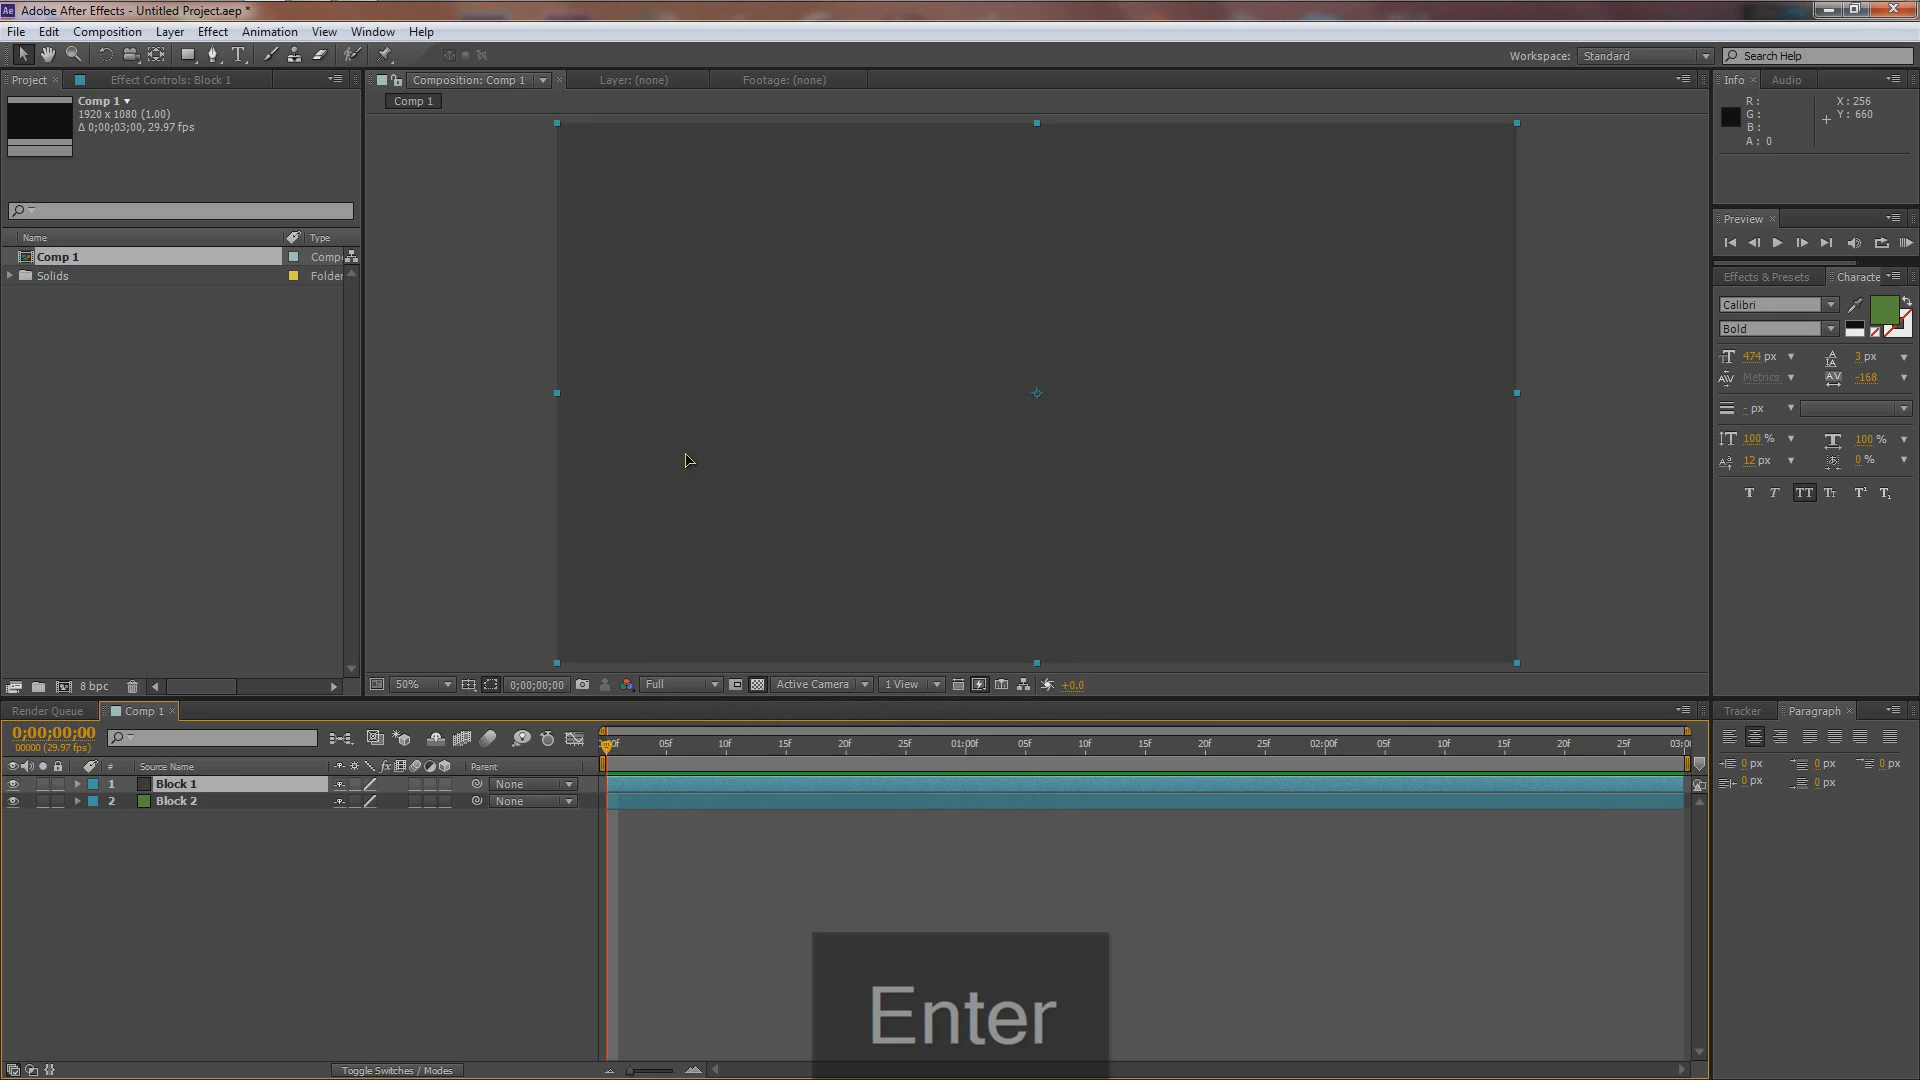 Adobe After Effects - Untitled Project.aep *
File Edit Composition Layer Effect Animation View Window Help
Workspace: Standard Search Help
Project Effect Controls: Block 1
Composition: Comp 1 Layer: (none) Footage: (none)
Info Audio
Comp 1
1920 x 1080 (1.00)
Δ 0;00;03;00, 29.97 fps
Comp 1
R :
G :
B :
A : 0
X : 256
Y : 660
Name Type
Comp 1 Comp
Solids Folder
Preview
Effects & Presets Characte
Calibri
Bold
474 px 3 px
Metrics -168
- px
100 % 100 %
12 px 0 %
T T TT Tt T¹ T₁
8 bpc
50% 0;00;00;00 Full Active Camera 1 View +0.0
Render Queue Comp 1
Tracker Paragraph
0 px 0 px 0 px
0 px 0 px
0;00;00;00
00000 (29.97 fps)
05f 10f 15f 20f 25f 01:00f 05f 10f 15f 20f 25f 02:00f 05f 10f 15f 20f 25f 03:0
# Source Name fx Parent
1 Block 1 None
2 Block 2 None
Enter
Toggle Switches / Modes